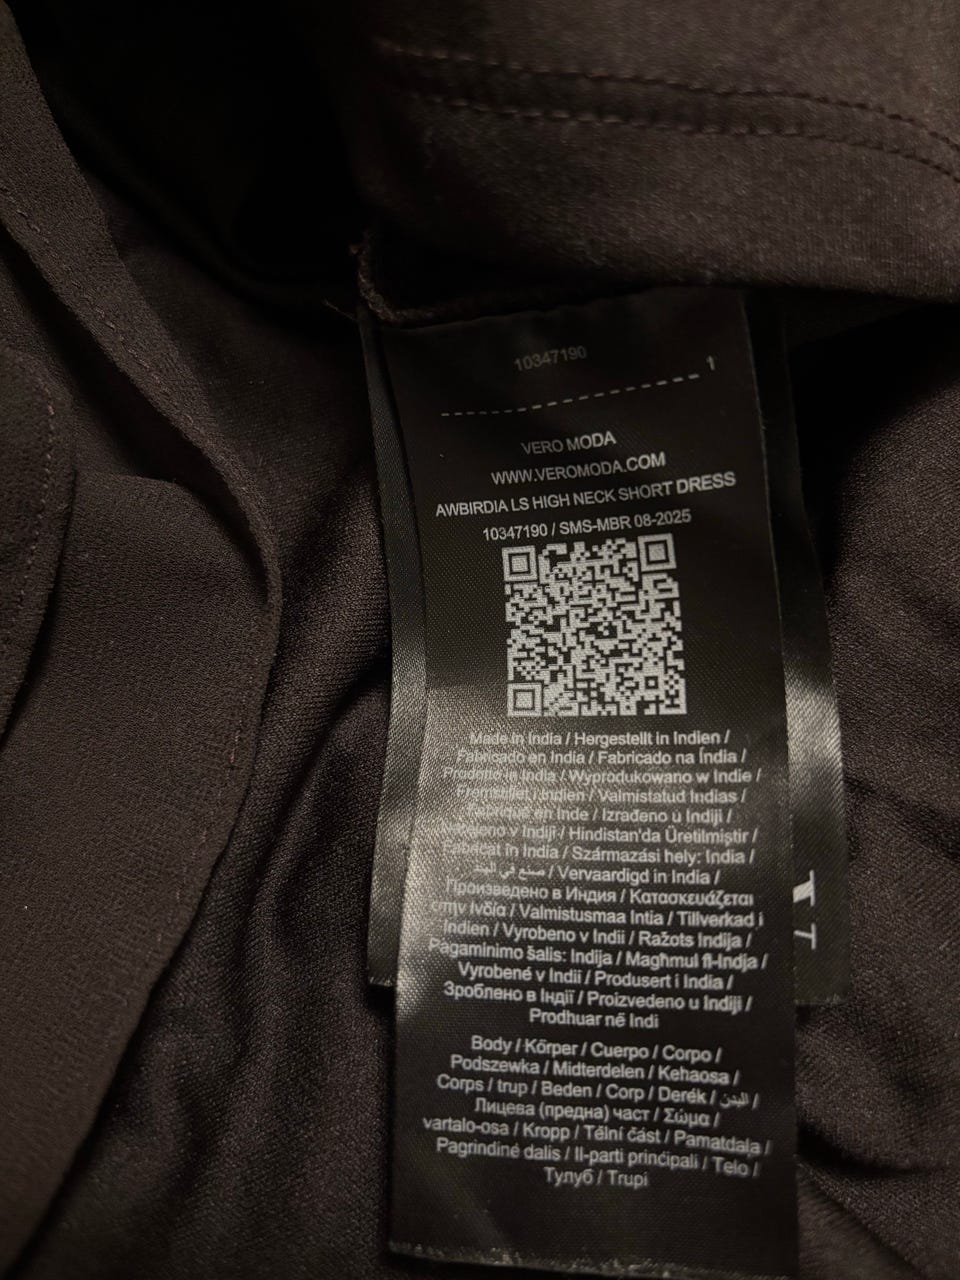 10347190
1
VERO MODA
WWW.VEROMODA.COM
AWBIRDIA LS HIGH NECK SHORT DRESS
10347190 / SMS-MBR 08-2025
Made in India / Hergestellt in Indien /
Fabricado en India / Fabricado na Índia /
Prodotto in India / Wyprodukowano w Indie /
Fremstillet i Indien / Valmistatud Indias /
Fabriqué en Inde / Izrađeno u Indiji /
Narejeno v Indiji / Hindistan'da Üretilmiştir /
Fabricat în India / Származási hely: India /
صنع في الهند / Vervaardigd in India /
Произведено в Индия / Κατασκευάζεται
στην Ινδία / Valmistusmaa Intia / Tillverkad i
Indien / Vyrobeno v Indii / Ražots Indija /
Pagaminimo šalis: Indija / Magħmul fl-Indja /
Vyrobené v Indii / Produsert i India /
Зроблено в Індії / Proizvedeno u Indiji /
Prodhuar në Indi
Body / Körper / Cuerpo / Corpo /
Podszewka / Midterdelen / Kehaosa /
Corps / trup / Beden / Corp / Derék / البدن /
Лицева (предна) част / Σώμα /
vartalo-osa / Kropp / Tělní část / Pamatdaļa /
Pagrindinė dalis / Il-parti prinċipali / Telo /
Тулуб / Trupi